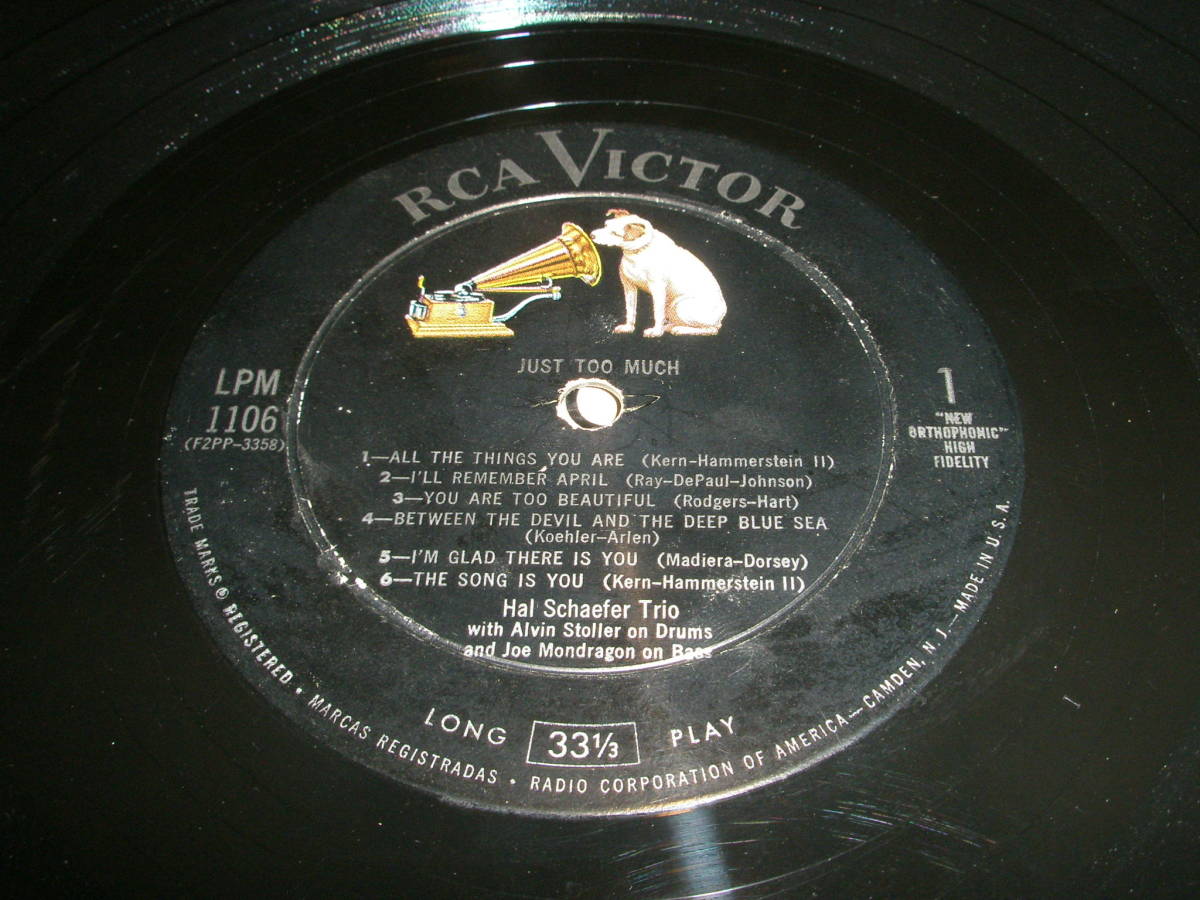 RCA VICTOR
JUST TOO MUCH
LPM
1106
(F2PP-3358)
1
"NEW
ORTHOPHONIC"
HIGH
FIDELITY
1—ALL THE THINGS YOU ARE (Kern-Hammerstein II)
2—I'LL REMEMBER APRIL (Ray-DePaul-Johnson)
3—YOU ARE TOO BEAUTIFUL (Rodgers-Hart)
4—BETWEEN THE DEVIL AND THE DEEP BLUE SEA
(Koehler-Arlen)
5—I'M GLAD THERE IS YOU (Madiera-Dorsey)
6—THE SONG IS YOU (Kern-Hammerstein II)
Hal Schaefer Trio
with Alvin Stoller on Drums
and Joe Mondragon on Bass
LONG 33⅓ PLAY
TRADE MARKS ® REGISTERED • MARCAS REGISTRADAS • RADIO CORPORATION OF AMERICA—CAMDEN, N. J.—MADE IN U.S.A.